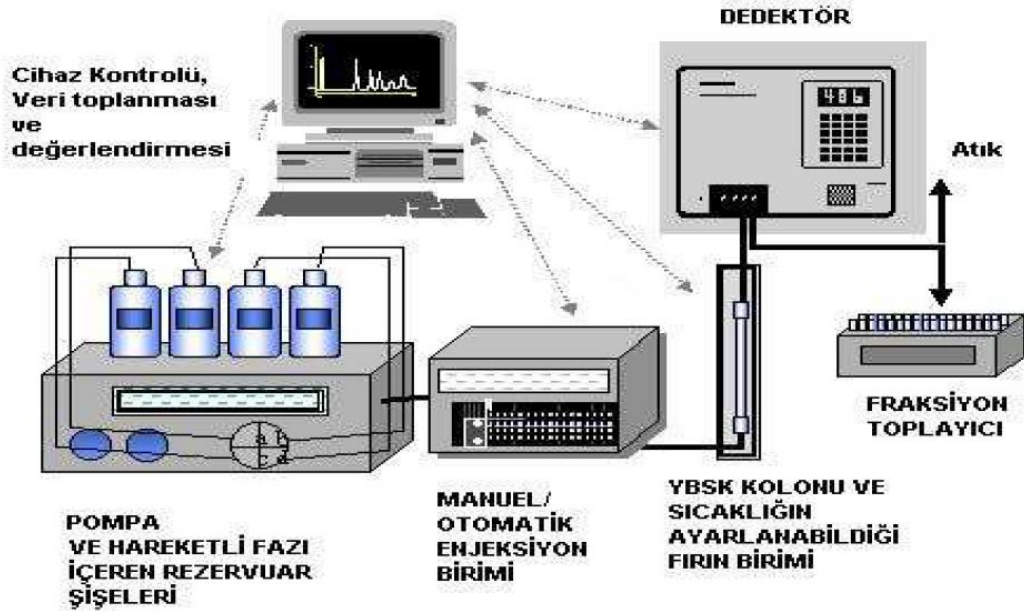 DEDEKTÖR
Cihaz Kontrolü,
Veri toplanması
ve
değerlendirmesi
486
Atık
a b
c d
FRAKSİYON
TOPLAYICI
POMPA
VE HAREKETLİ FAZI
İÇEREN REZERVUAR
ŞİŞELERİ
MANUEL/
OTOMATİK
ENJEKSİYON
BİRİMİ
YBSK KOLONU VE
SICAKLIĞIN
AYARLANABİLDİĞİ
FIRIN BİRİMİ